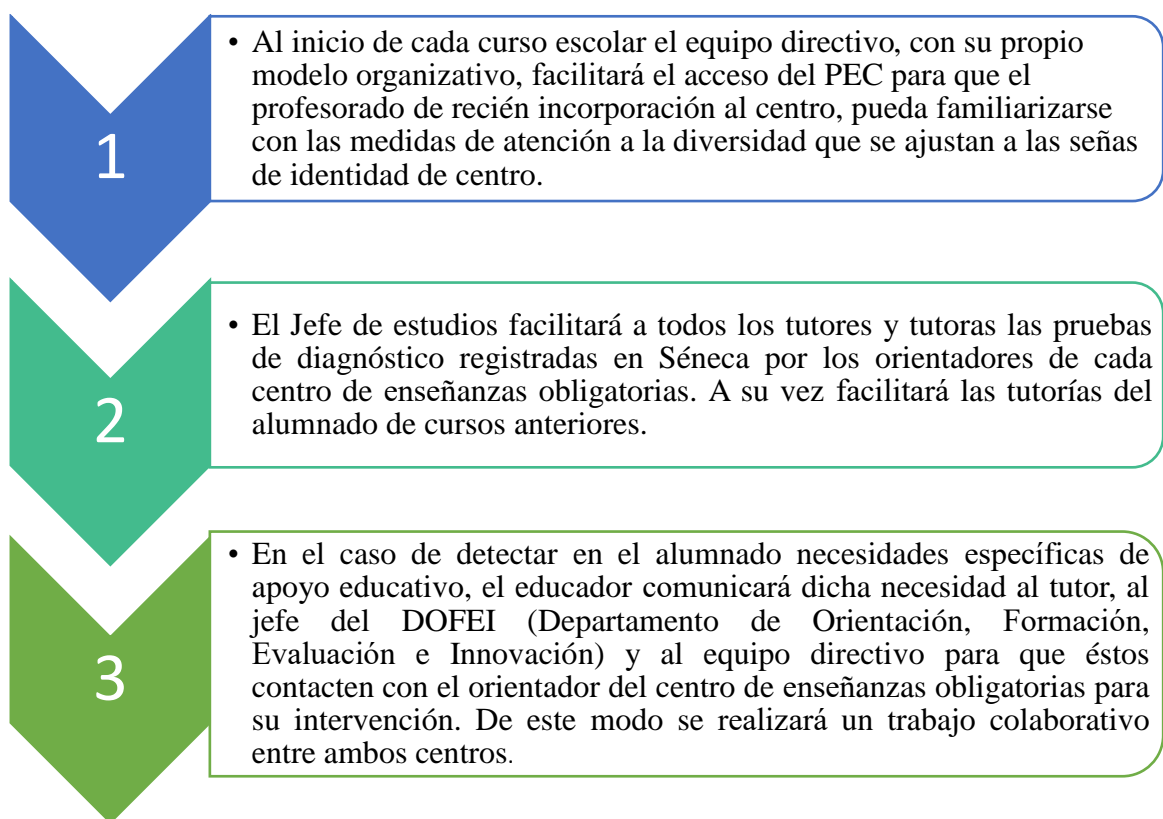 1
• Al inicio de cada curso escolar el equipo directivo, con su propio
modelo organizativo, facilitará el acceso del PEC para que el
profesorado de recién incorporación al centro, pueda familiarizarse
con las medidas de atención a la diversidad que se ajustan a las señas
de identidad de centro.
2
• El Jefe de estudios facilitará a todos los tutores y tutoras las pruebas
de diagnóstico registradas en Séneca por los orientadores de cada
centro de enseñanzas obligatorias. A su vez facilitará las tutorías del
alumnado de cursos anteriores.
3
• En el caso de detectar en el alumnado necesidades específicas de
apoyo educativo, el educador comunicará dicha necesidad al tutor, al
jefe del DOFEI (Departamento de Orientación, Formación,
Evaluación e Innovación) y al equipo directivo para que éstos
contacten con el orientador del centro de enseñanzas obligatorias para
su intervención. De este modo se realizará un trabajo colaborativo
entre ambos centros.